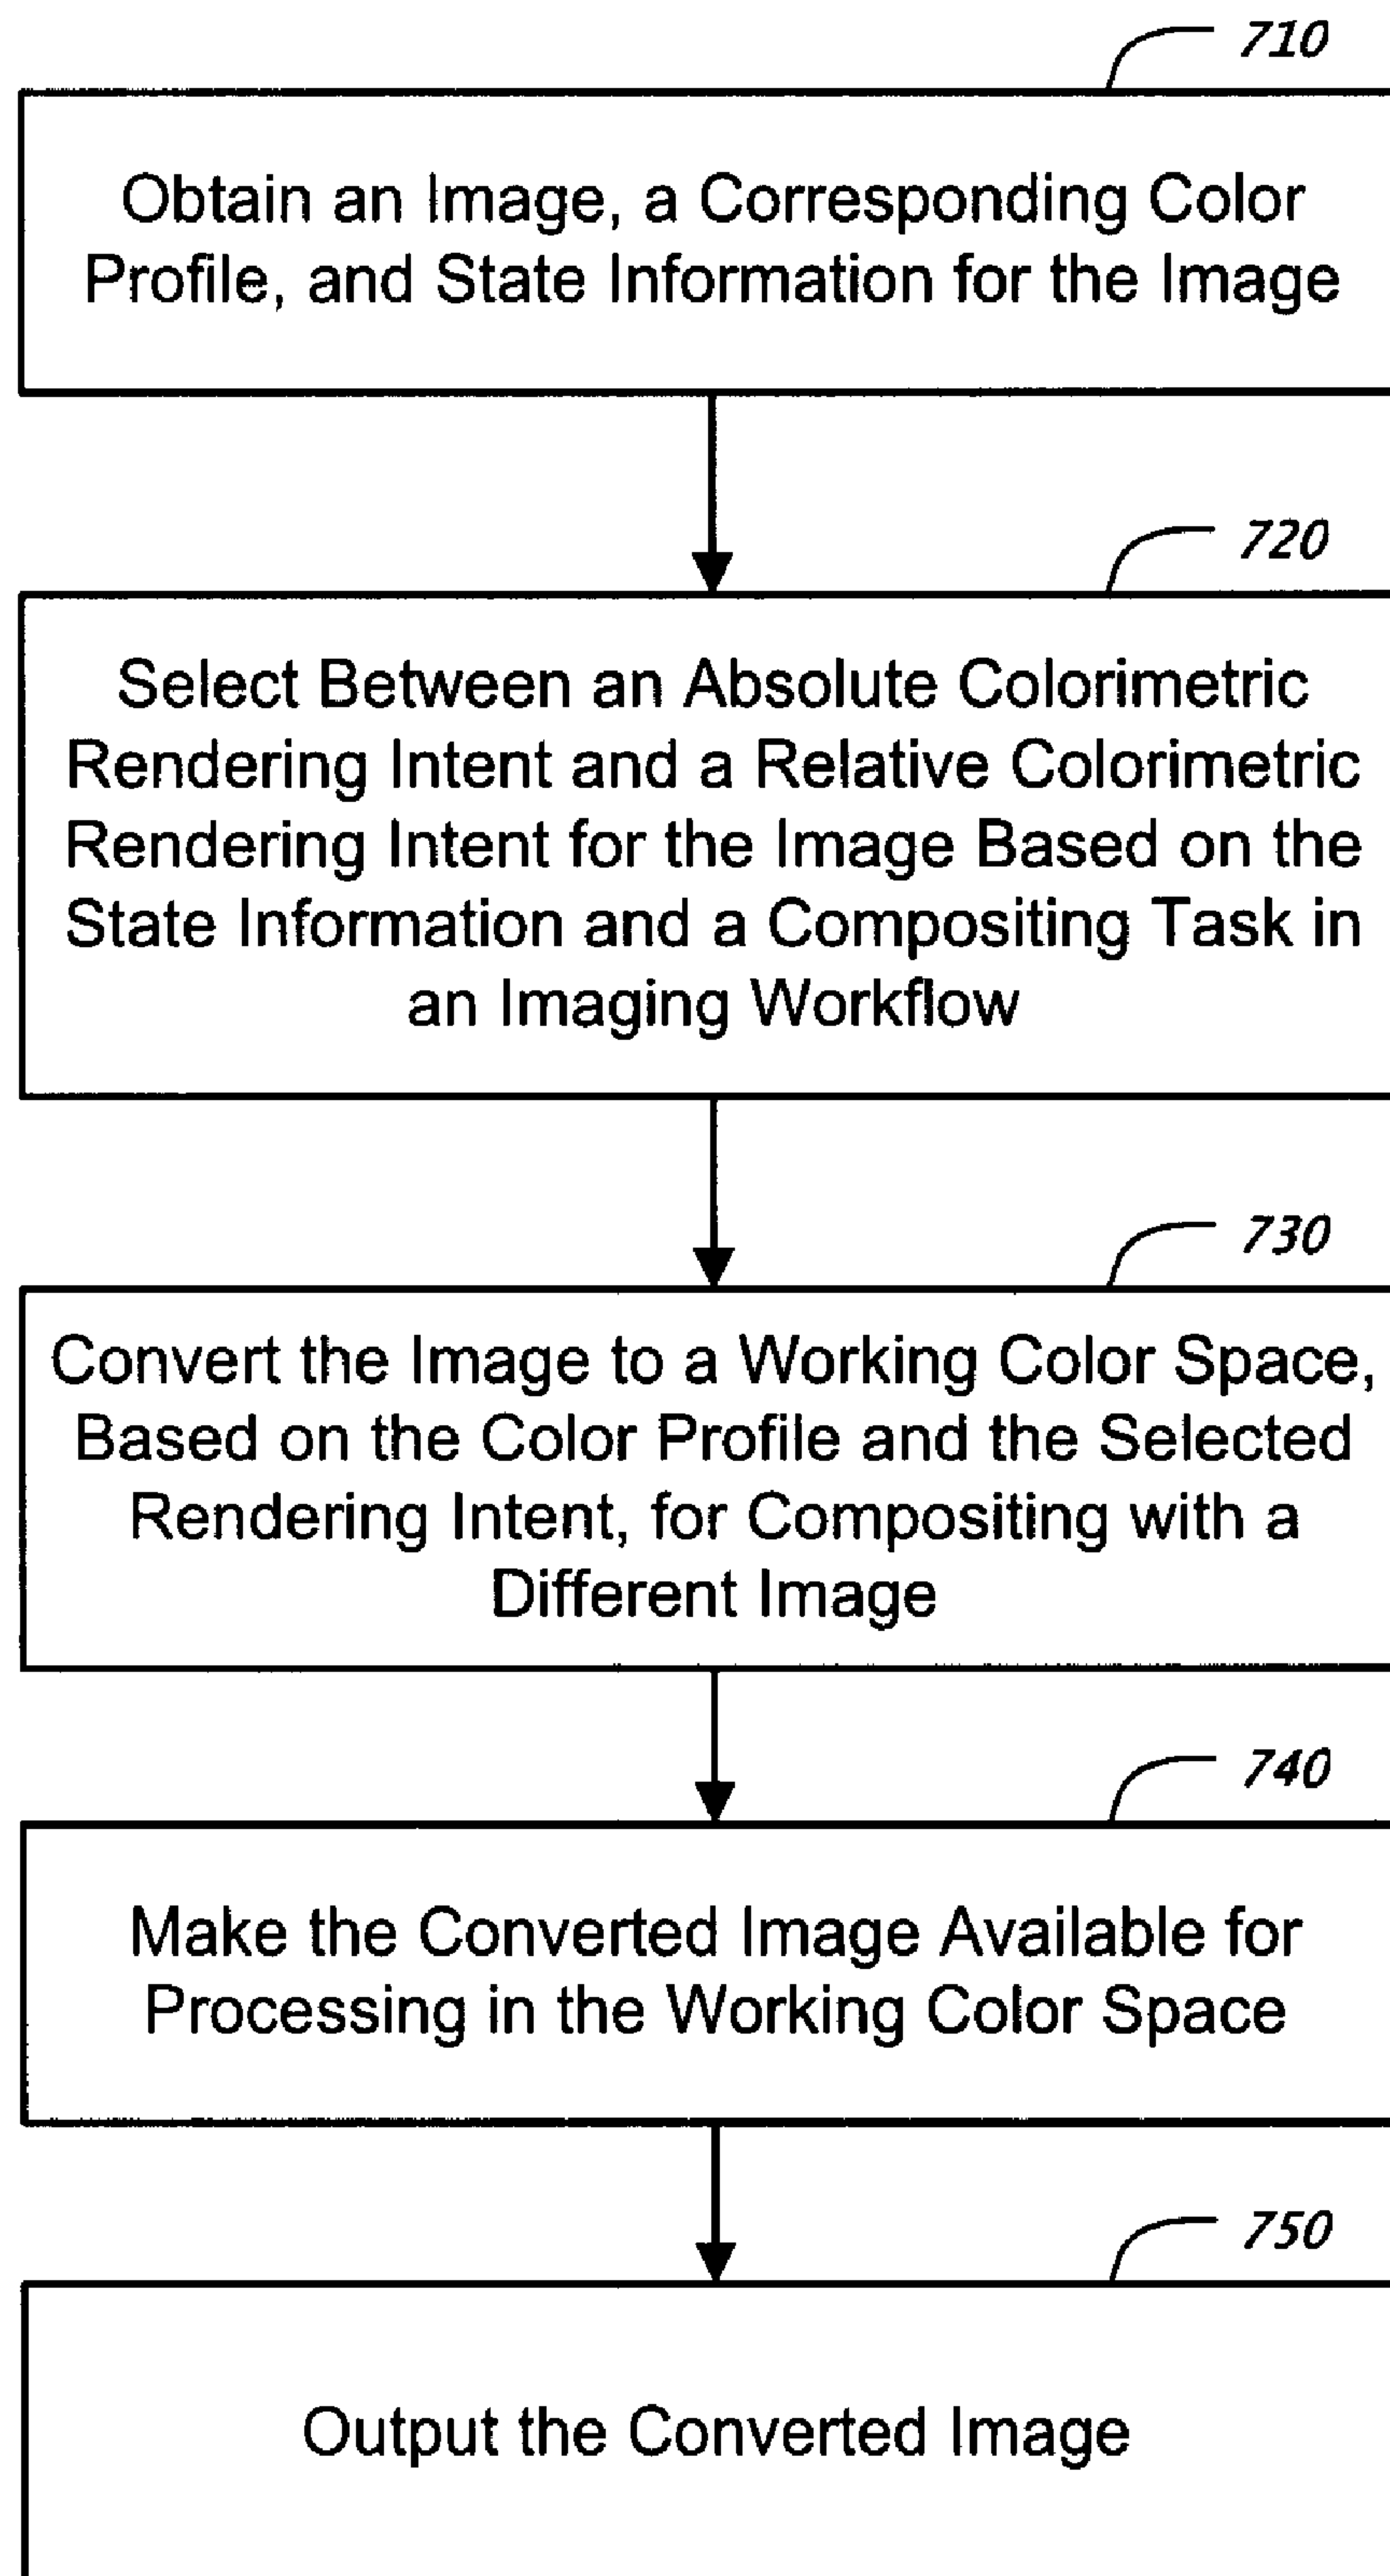 710
Obtain an Image, a Corresponding Color
Profile, and State Information for the Image
720
Select Between an Absolute Colorimetric
Rendering Intent and a Relative Colorimetric
Rendering Intent for the Image Based on the
State Information and a Compositing Task in
an Imaging Workflow
730
Convert the Image to a Working Color Space,
Based on the Color Profile and the Selected
Rendering Intent, for Compositing with a
Different Image
740
Make the Converted Image Available for
Processing in the Working Color Space
750
Output the Converted Image